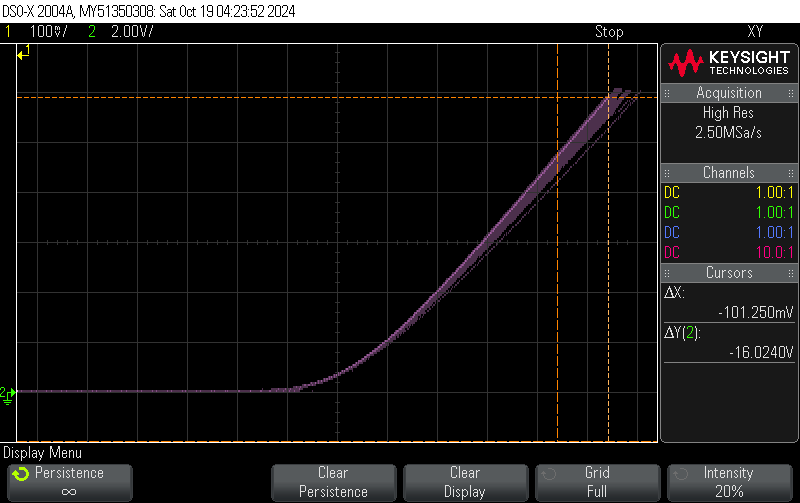 DSO-X 2004A, MY51350308: Sat Oct 19 04:23:52 2024
1 100mV/ 2 2.00V/ Stop XY
1
2
KEYSIGHT
TECHNOLOGIES
Acquisition
High Res
2.50MSa/s
Channels
DC 1.00:1
DC 1.00:1
DC 1.00:1
DC 10.0:1
Cursors
ΔX:
-101.250mV
ΔY(2):
-16.0240V
Display Menu
Persistence
∞
Clear
Persistence
Clear
Display
Grid
Full
Intensity
20%